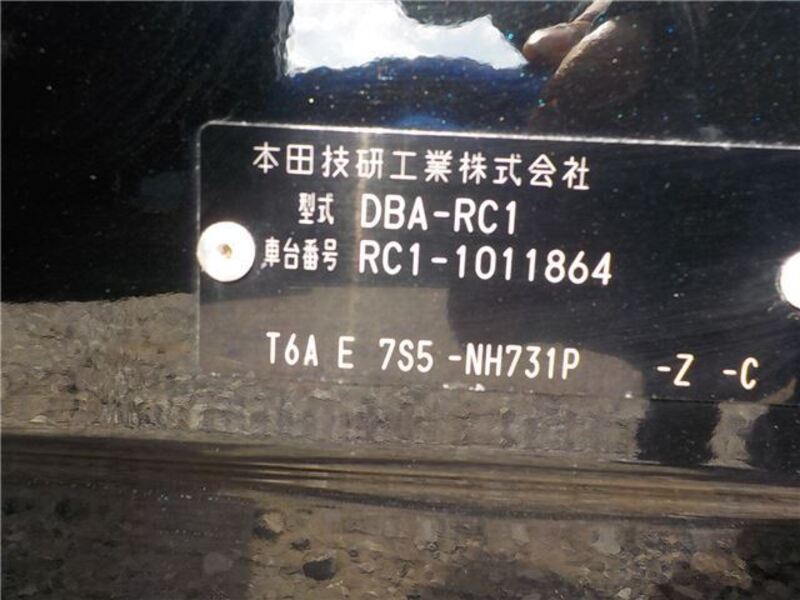 本田技研工業株式会社
型式 DBA-RC1
車台番号 RC1-1011864
T6A E 7S5 -NH731P -Z -C